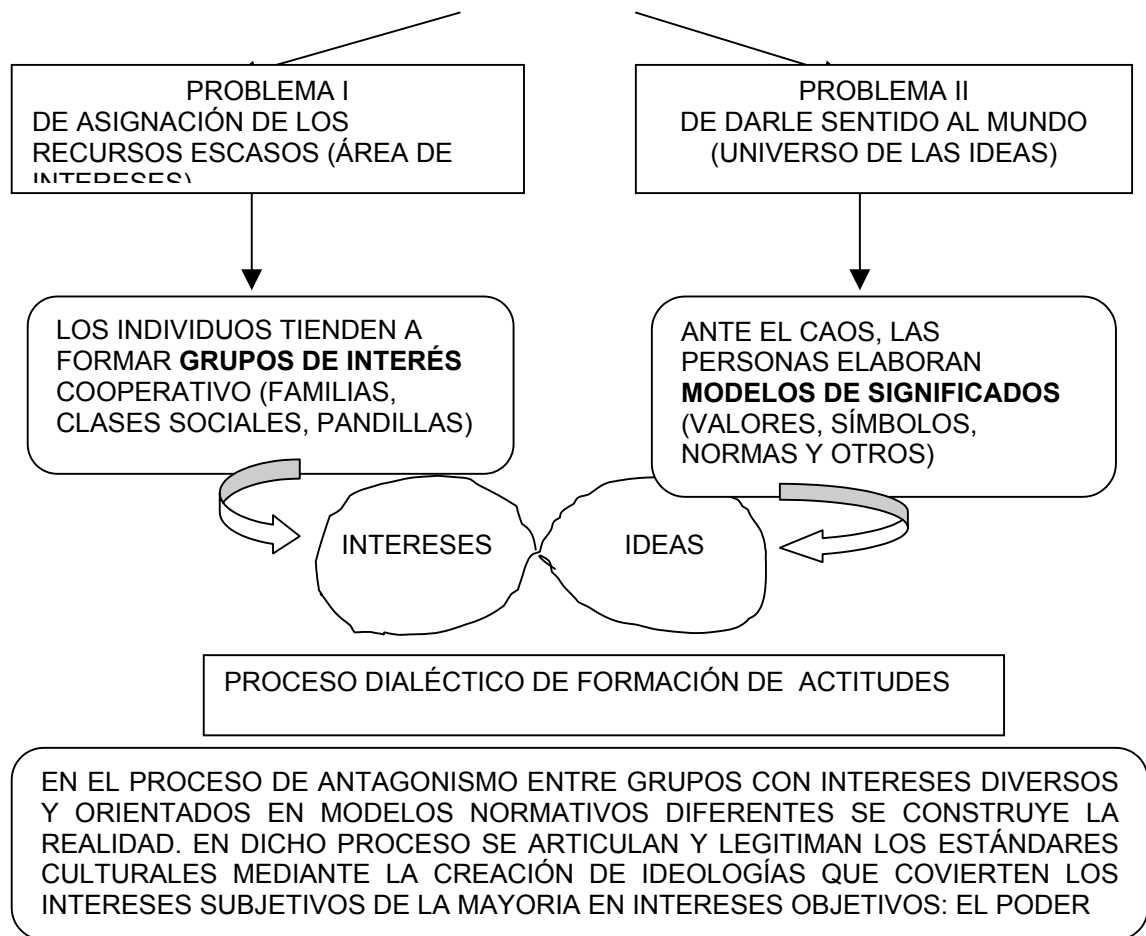 PROBLEMA I
DE ASIGNACIÓN DE LOS
RECURSOS ESCASOS (ÁREA DE
INTERESES)
PROBLEMA II
DE DARLE SENTIDO AL MUNDO
(UNIVERSO DE LAS IDEAS)
LOS INDIVIDUOS TIENDEN A
FORMAR GRUPOS DE INTERÉS
COOPERATIVO (FAMILIAS,
CLASES SOCIALES, PANDILLAS)
ANTE EL CAOS, LAS
PERSONAS ELABORAN
MODELOS DE SIGNIFICADOS
(VALORES, SÍMBOLOS,
NORMAS Y OTROS)
INTERESES
IDEAS
PROCESO DIALÉCTICO DE FORMACIÓN DE ACTITUDES
EN EL PROCESO DE ANTAGONISMO ENTRE GRUPOS CON INTERESES DIVERSOS
Y ORIENTADOS EN MODELOS NORMATIVOS DIFERENTES SE CONSTRUYE LA
REALIDAD. EN DICHO PROCESO SE ARTICULAN Y LEGITIMAN LOS ESTÁNDARES
CULTURALES MEDIANTE LA CREACIÓN DE IDEOLOGÍAS QUE COVIERTEN LOS
INTERESES SUBJETIVOS DE LA MAYORIA EN INTERESES OBJETIVOS: EL PODER